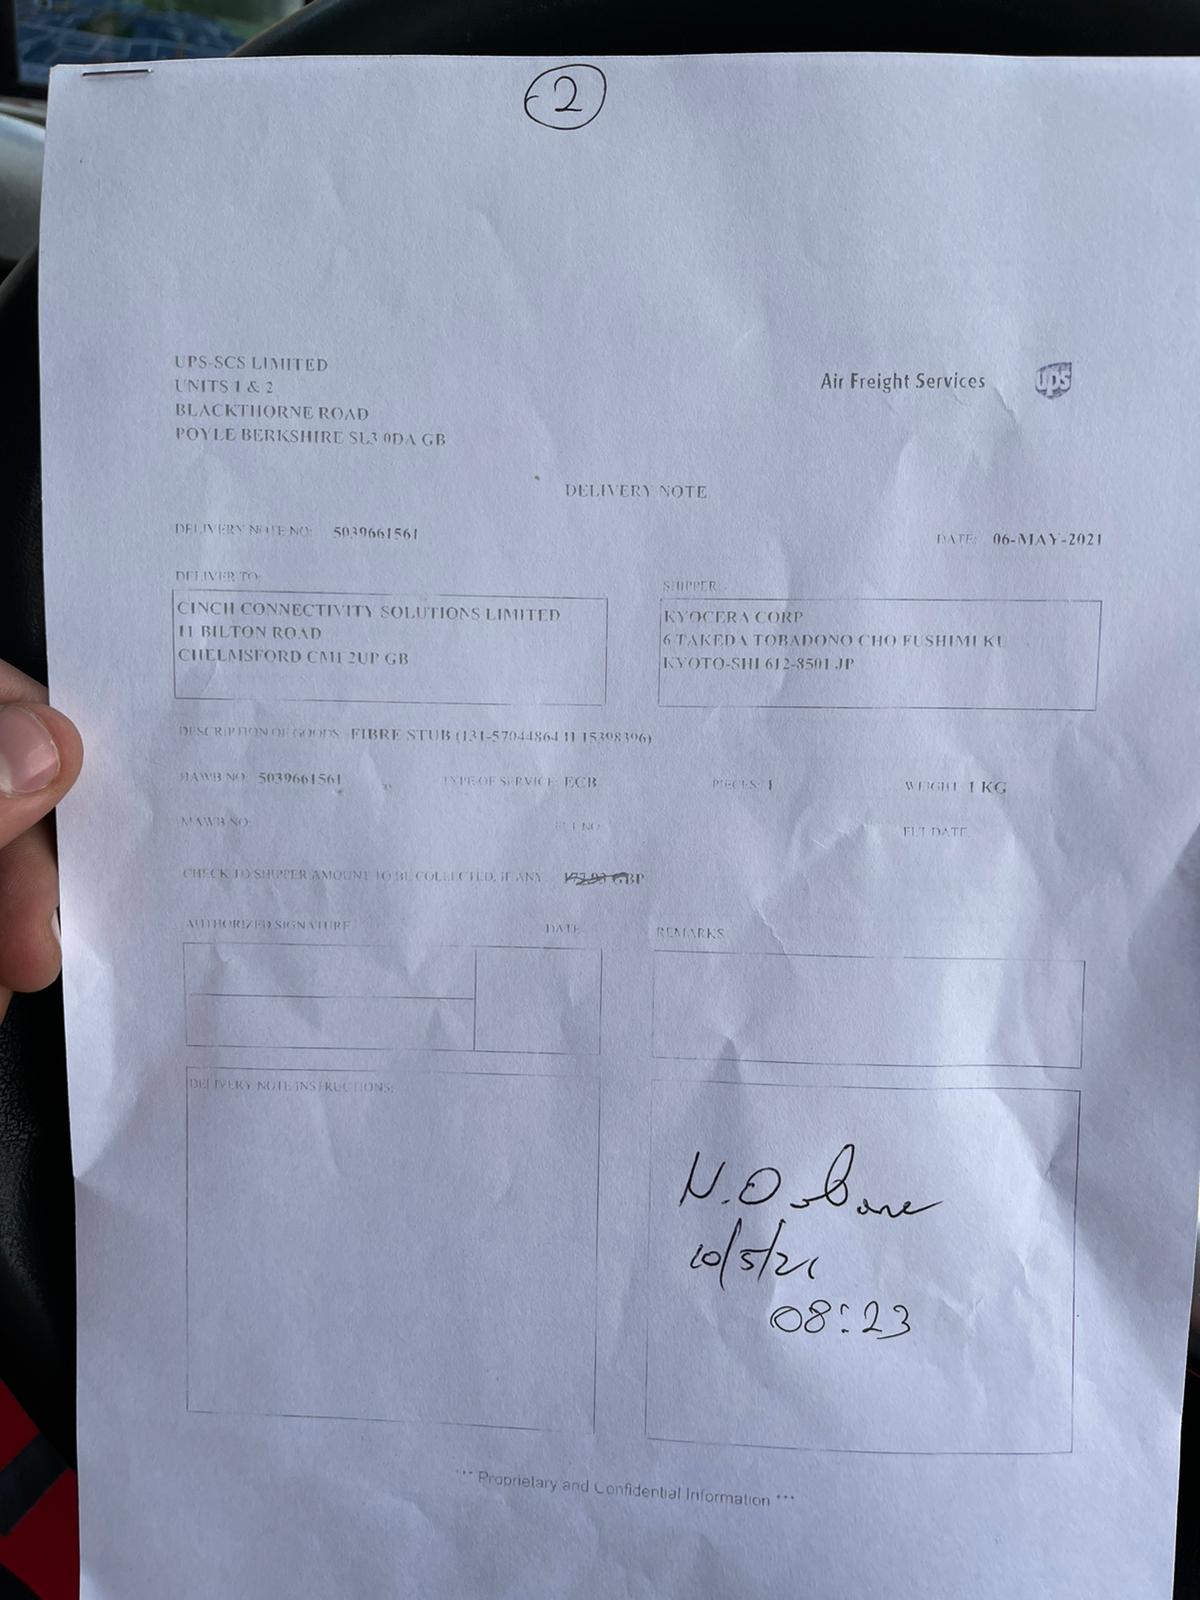 2
UPS-SCS LIMITED
UNITS 1 & 2
BLACKTHORNE ROAD
POYLE BERKSHIRE SL3 0DA GB
Air Freight Services
ups
DELIVERY NOTE
DELIVERY NOTE NO: 5039661561
DATE: 06-MAY-2021
DELIVER TO:
CINCH CONNECTIVITY SOLUTIONS LIMITED
11 BILTON ROAD
CHELMSFORD CM1 2UP GB
SHIPPER
KYOCERA CORP
6 TAKEDA TOBADONO CHO FUSHIMI KU
KYOTO-SHI 612-8501 JP
DESCRIPTION OF GOODS: FIBRE STUB (131-57044864 11 15398396)
HAWB NO: 5039661561 TYPE OF SERVICE: ECB PIECES: 1 WEIGHT: 1 KG
MAWB NO: FLT NO: FLT DATE:
CHECK TO SHIPPER AMOUNT TO BE COLLECTED, IF ANY GBP
AUTHORIZED SIGNATURE DATE REMARKS
DELIVERY NOTE INSTRUCTIONS:
10/5/21
08:23
*** Proprietary and Confidential Information ***